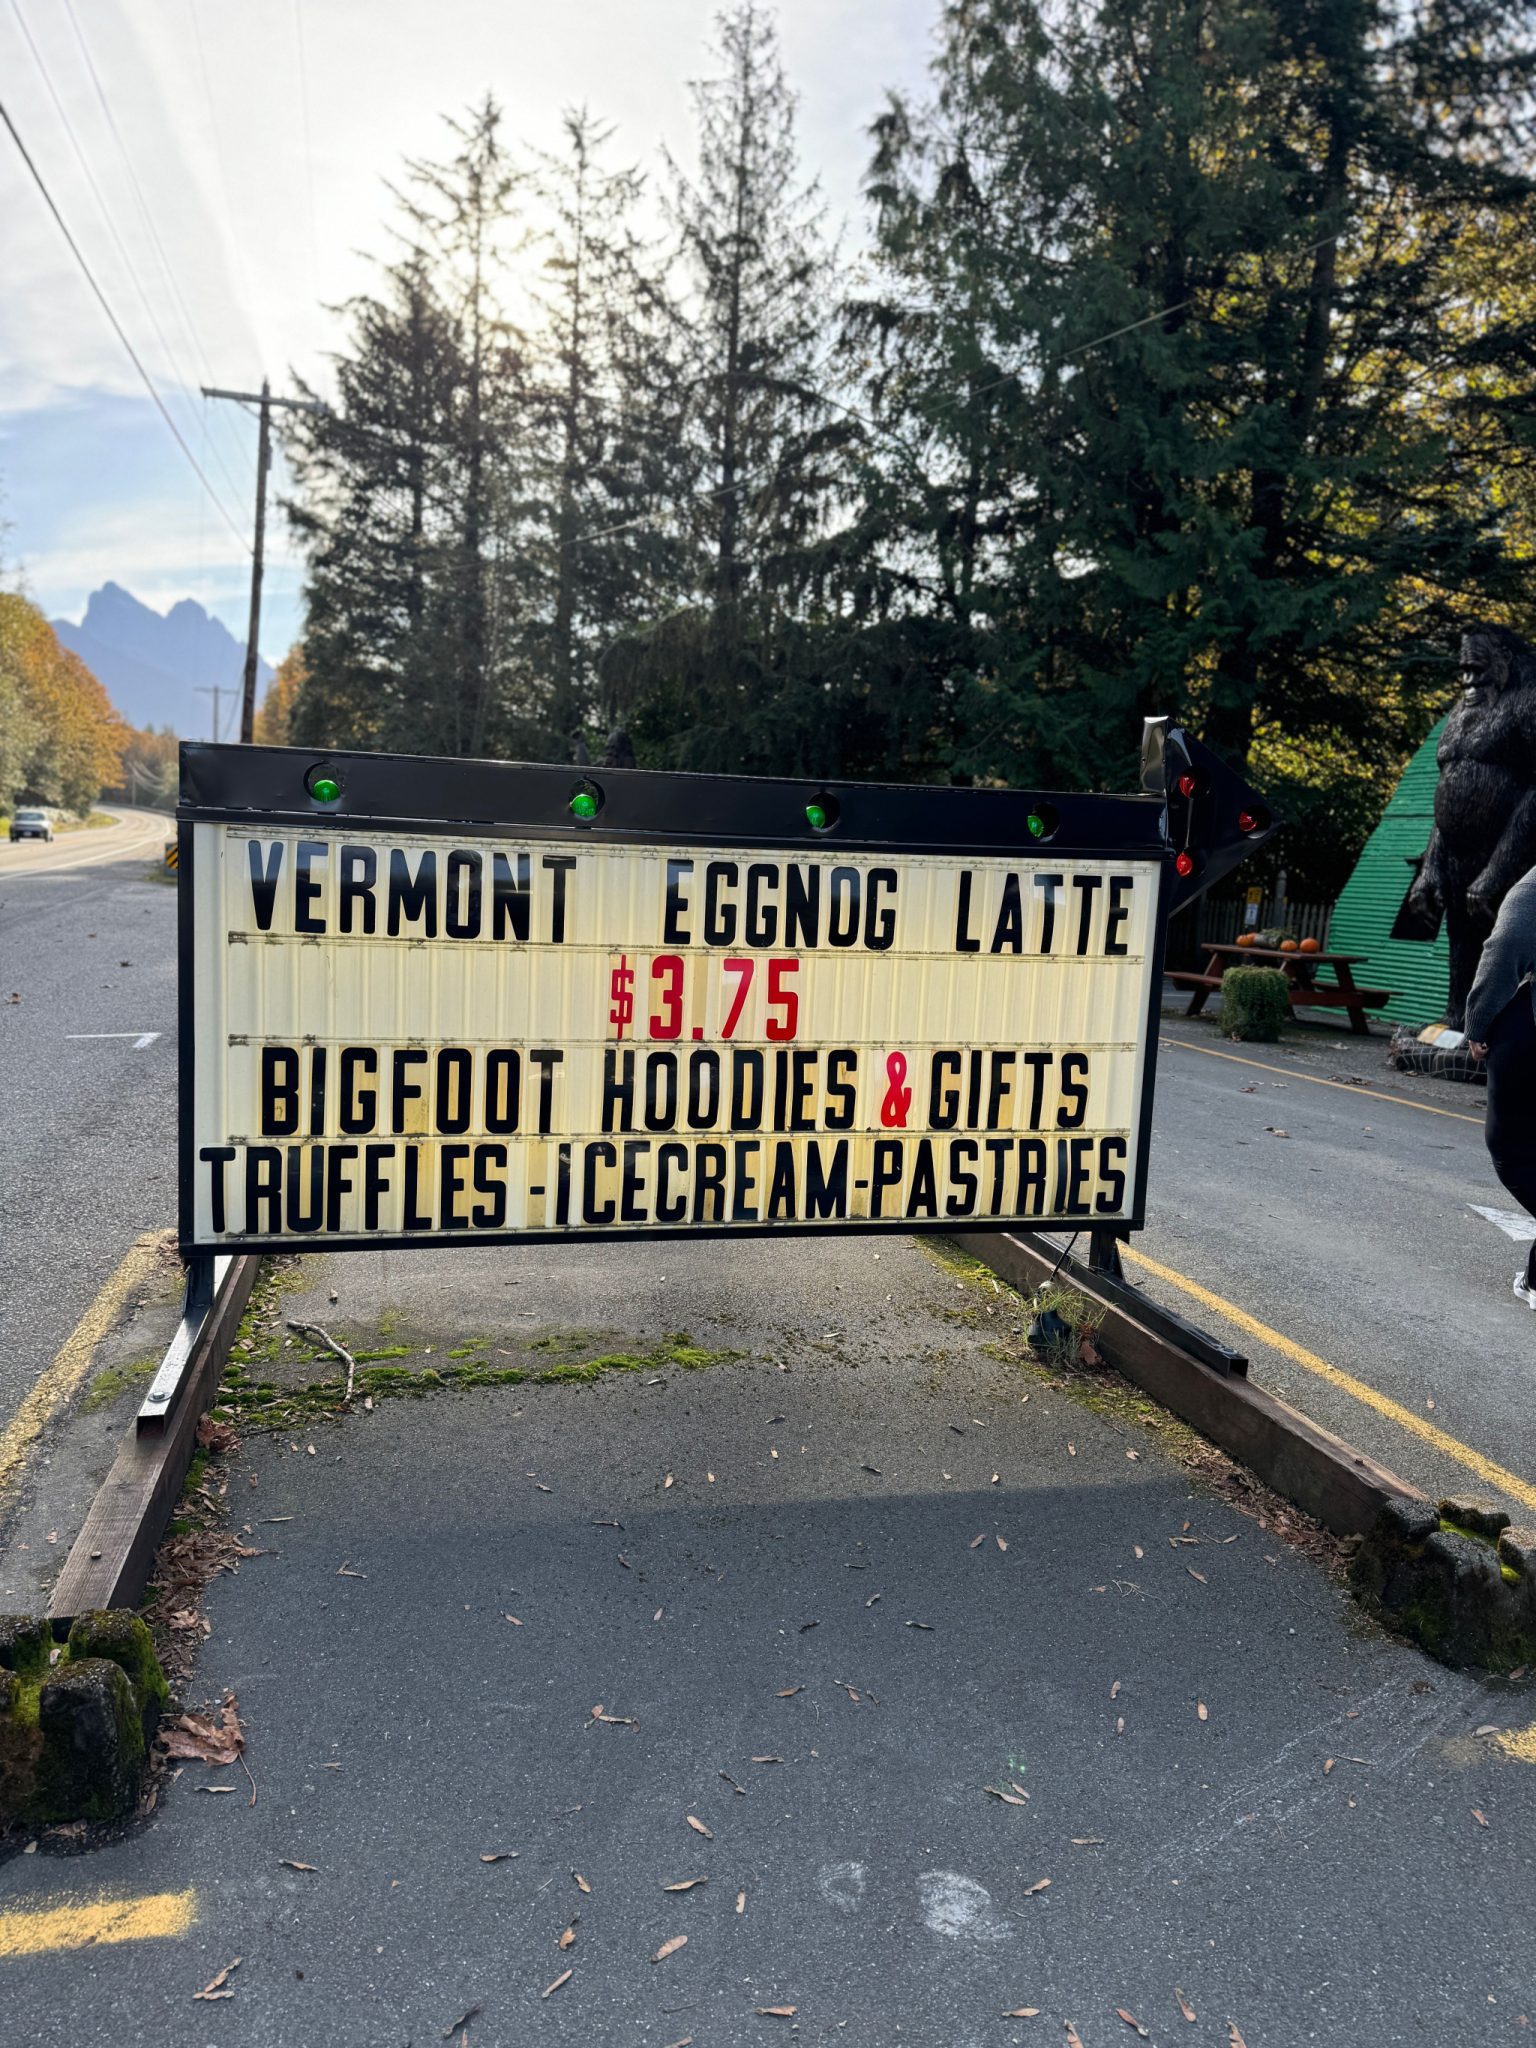 VERMONT EGGNOG LATTE
$3.75
BIGFOOT HOODIES & GIFTS
TRUFFLES - ICECREAM - PASTRIES